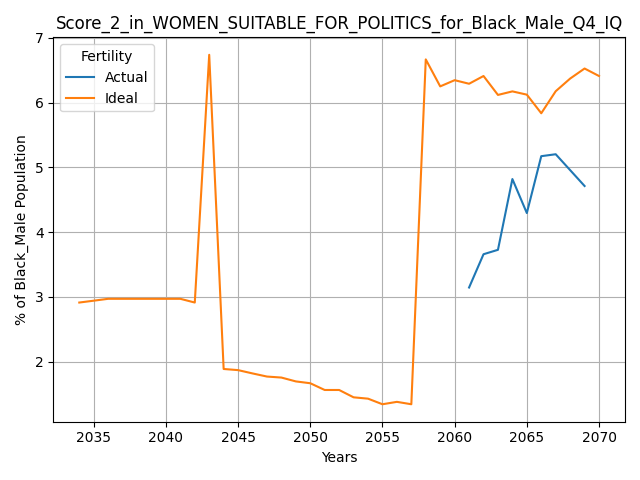 Score_2_in_WOMEN_SUITABLE_FOR_POLITICS_for_Black_Male_Q4_IQ
Fertility
Actual
Ideal
% of Black_Male Population
7
6
5
4
3
2
2035 2040 2045 2050 2055 2060 2065 2070
Years